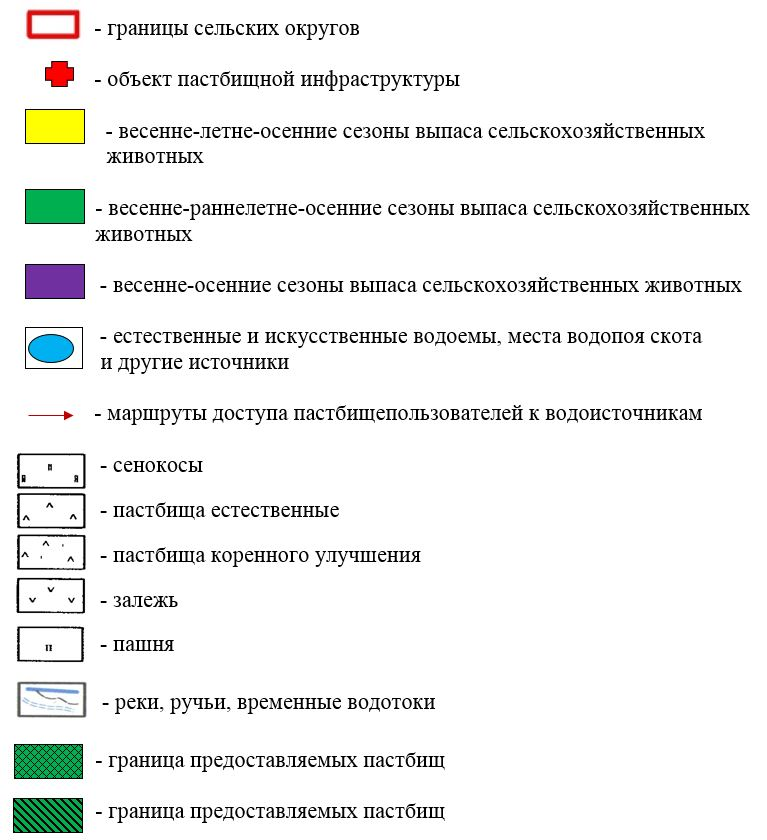 - границы сельских округов
- объект пастбищной инфраструктуры
- весенне-летне-осенние сезоны выпаса сельскохозяйственных
животных
- весенне-раннелетне-осенние сезоны выпаса сельскохозяйственных
животных
- весенне-осенние сезоны выпаса сельскохозяйственных животных
- естественные и искусственные водоемы, места водопоя скота
и другие источники
- маршруты доступа пастбищепользователей к водоисточникам
- сенокосы
- пастбища естественные
- пастбища коренного улучшения
- залежь
- пашня
- реки, ручьи, временные водотоки
- граница предоставляемых пастбищ
- граница предоставляемых пастбищ